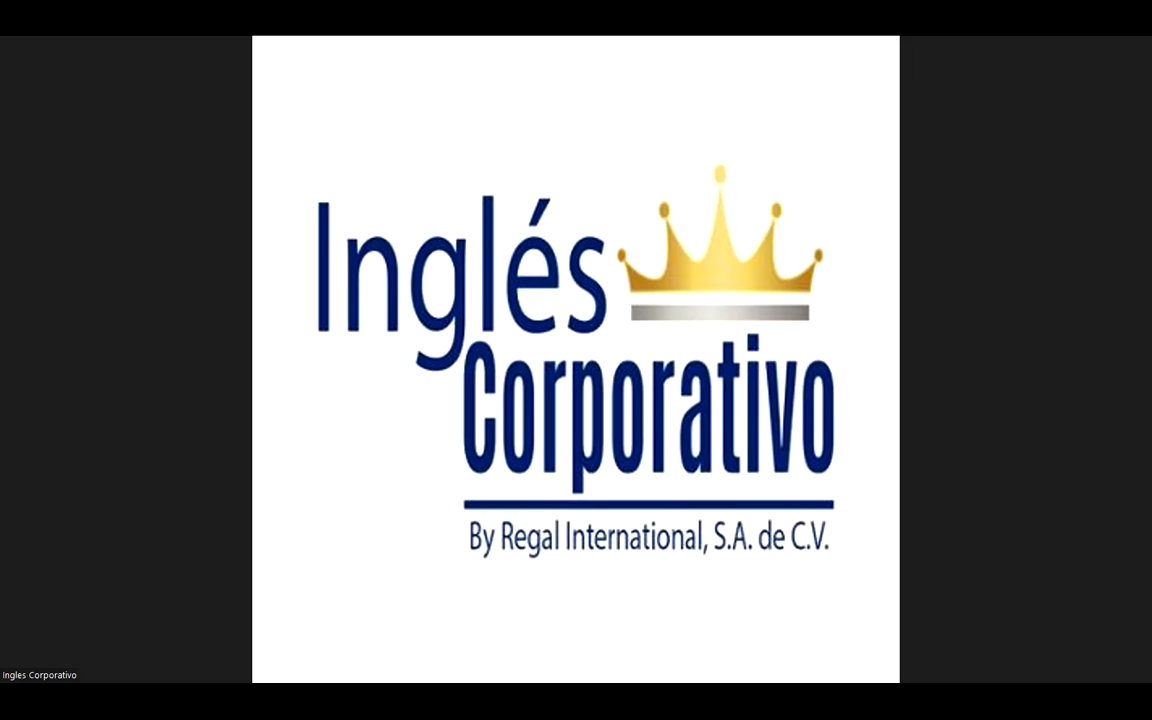 Inglés
Corporativo
By Regal International, S.A. de C.V.
Ingles Corporativo